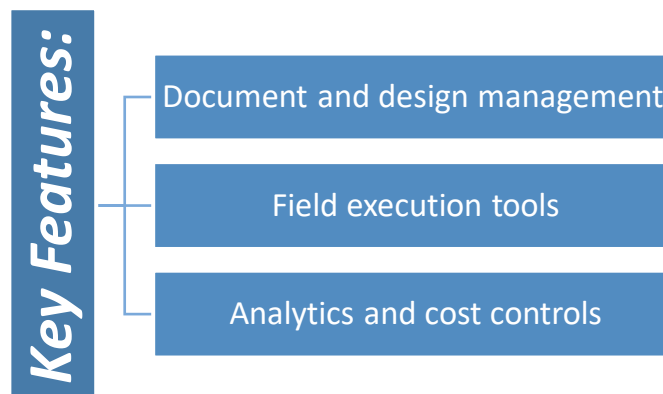 Key Features:
Document and design management
Field execution tools
Analytics and cost controls